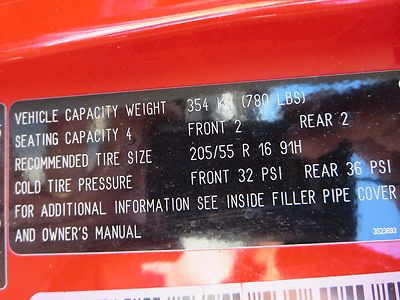 VEHICLE CAPACITY WEIGHT 354 KG (780 LBS)
SEATING CAPACITY 4 FRONT 2 REAR 2
RECOMMENDED TIRE SIZE 205/55 R 16 91H
COLD TIRE PRESSURE FRONT 32 PSI REAR 36 PSI
FOR ADDITIONAL INFORMATION SEE INSIDE FILLER PIPE COVER
AND OWNER'S MANUAL 3523693